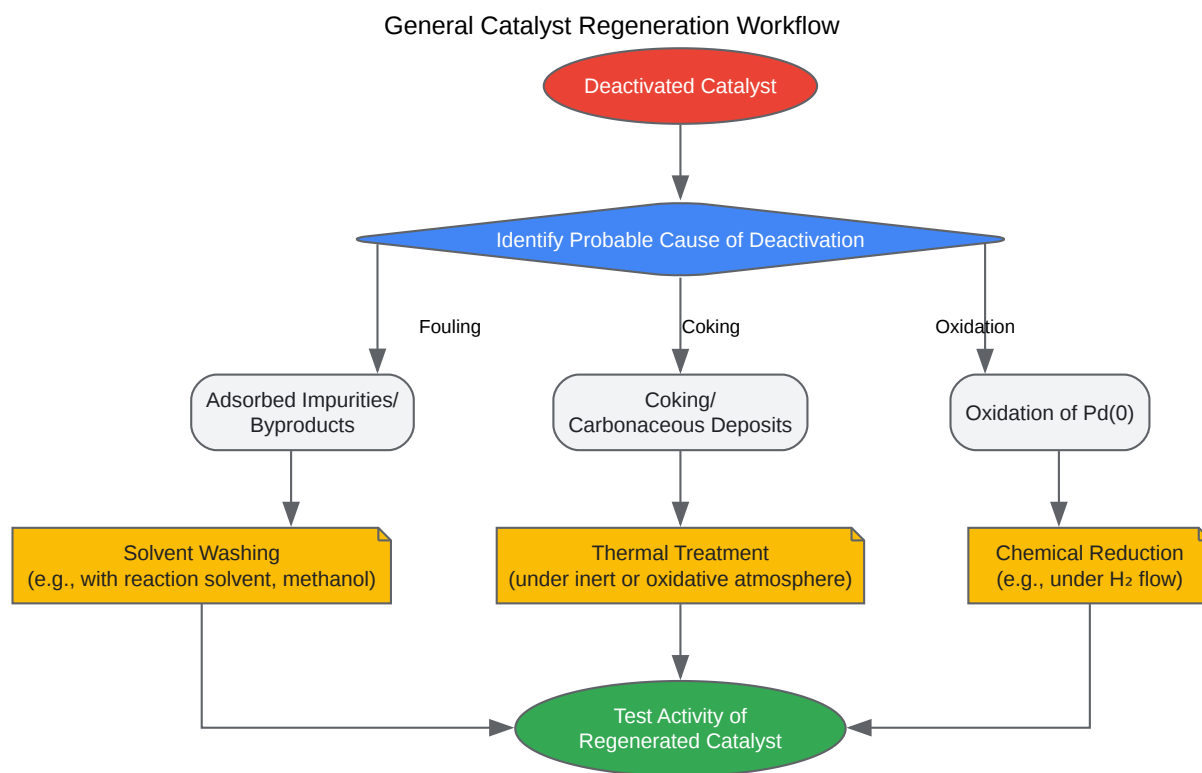 General Catalyst Regeneration Workflow
Deactivated Catalyst
Identify Probable Cause of Deactivation
Fouling
Coking
Oxidation
Adsorbed Impurities/
Byproducts
Coking/
Carbonaceous Deposits
Oxidation of Pd(0)
Solvent Washing
(e.g., with reaction solvent, methanol)
Thermal Treatment
(under inert or oxidative atmosphere)
Chemical Reduction
(e.g., under H₂ flow)
Test Activity of
Regenerated Catalyst